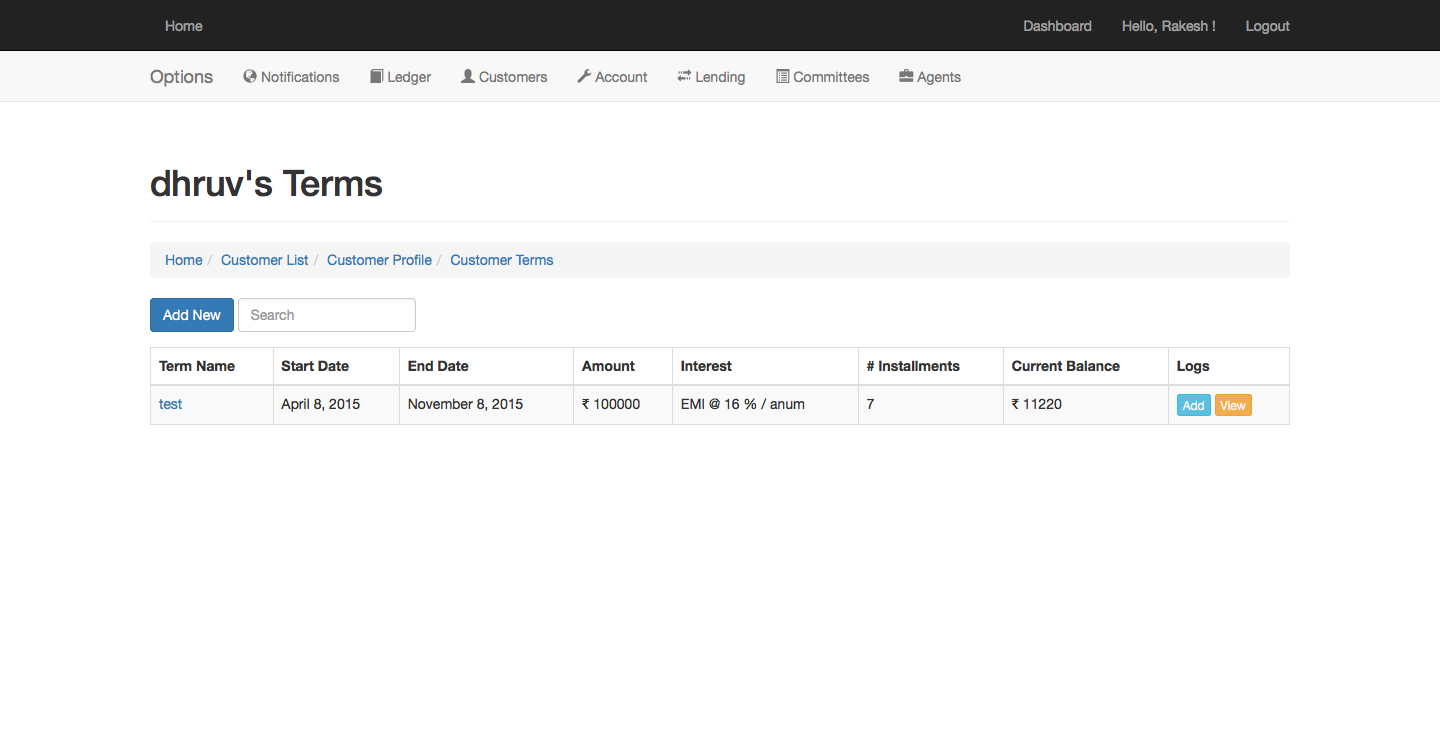 Home Dashboard Hello, Rakesh ! Logout
Options Notifications Ledger Customers Account Lending Committees Agents
dhruv's Terms
Home / Customer List / Customer Profile / Customer Terms
Add New Search
Term Name Start Date End Date Amount Interest # Installments Current Balance Logs
test April 8, 2015 November 8, 2015 ₹ 100000 EMI @ 16 % / anum 7 ₹ 11220 Add View